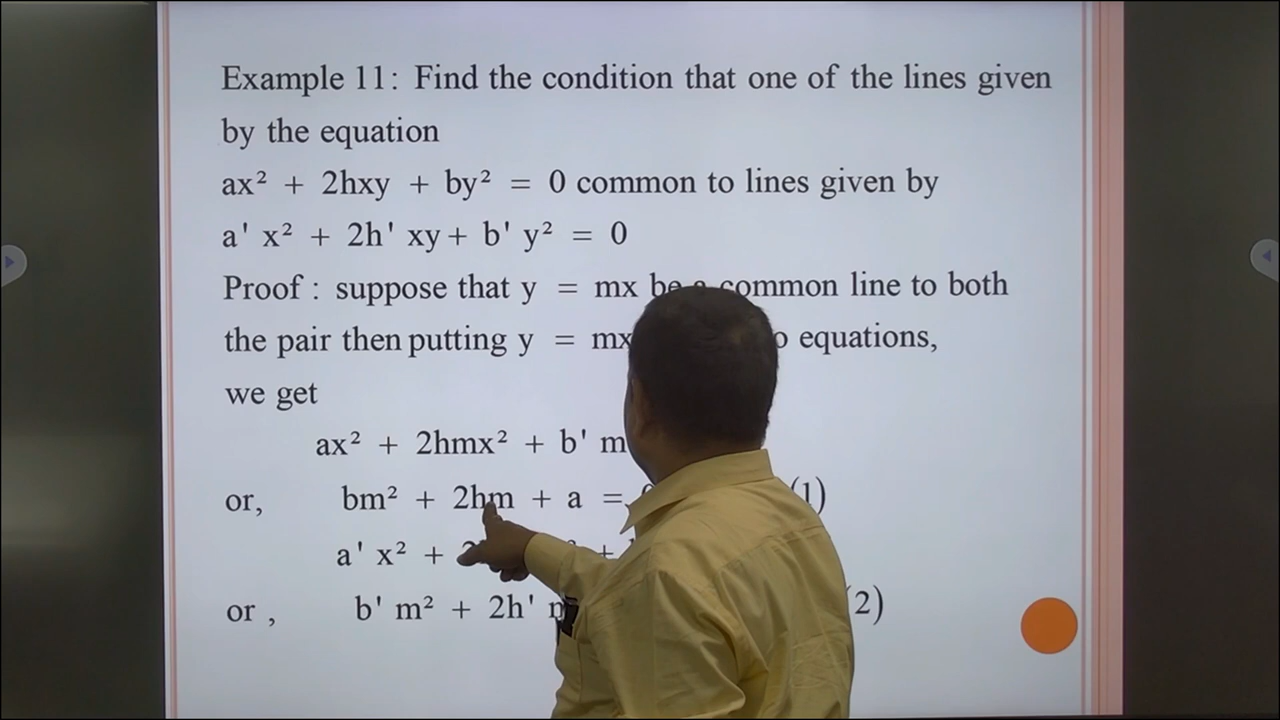 Example 11: Find the condition that one of the lines given
by the equation
ax² + 2hxy + by² = 0 common to lines given by
a' x² + 2h' xy + b' y² = 0
Proof : suppose that y = mx be a common line to both
the pair then putting y = mx equations,
we get
ax² + 2hmx² + b' m
or, bm² + 2hm + a = (1)
a' x² + +
or , b' m² + 2h' (2)